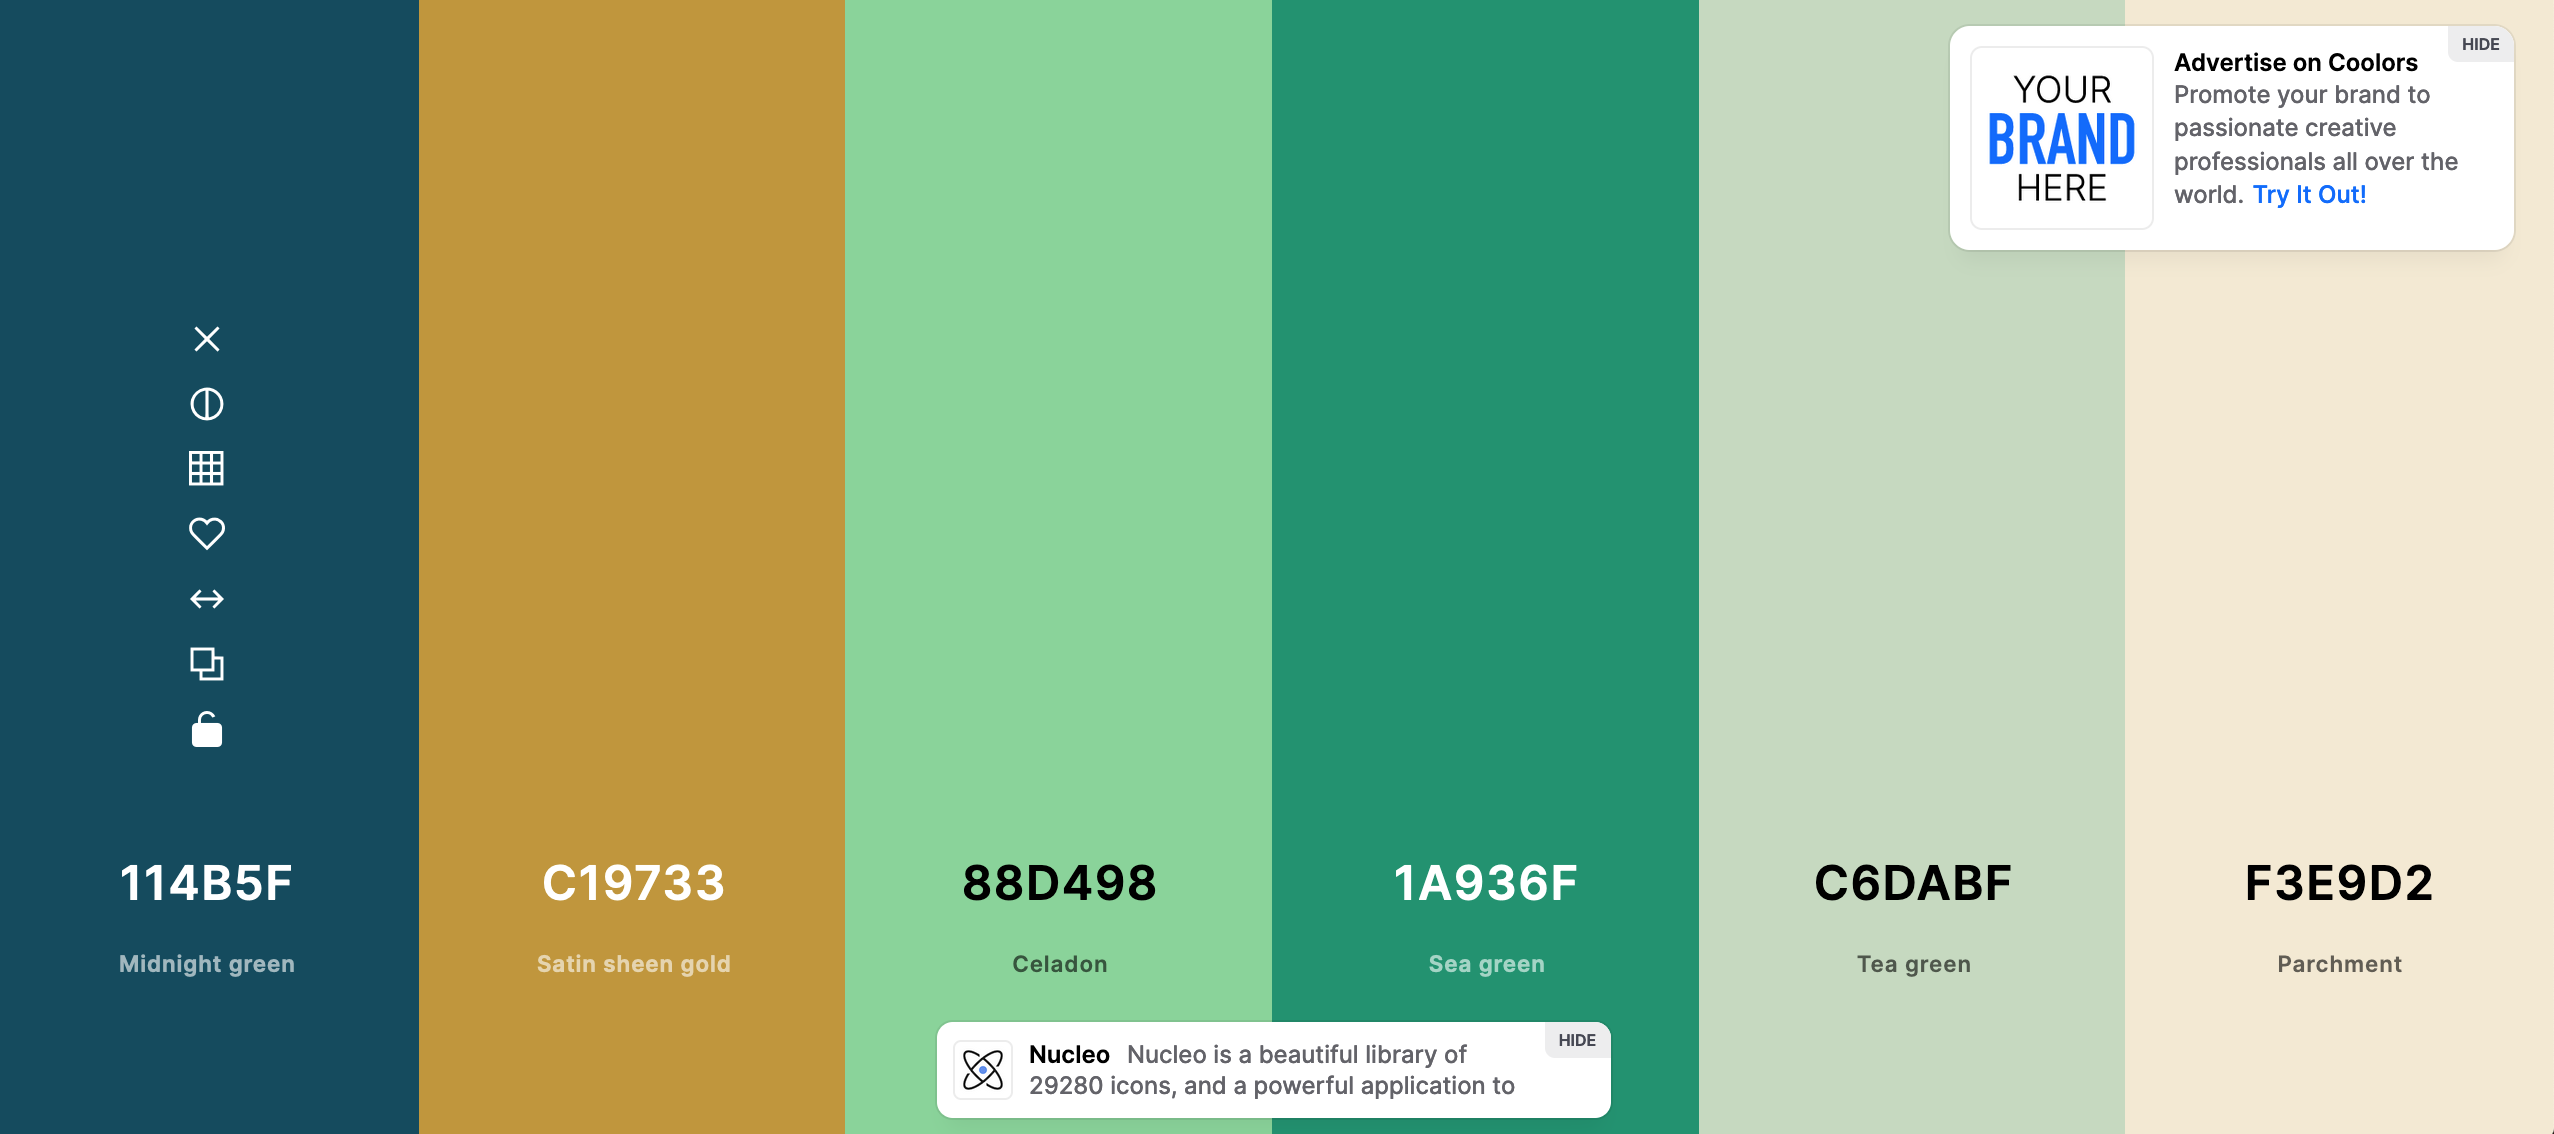 HIDE
YOUR
BRAND
HERE
Advertise on Coolors
Promote your brand to
passionate creative
professionals all over the
world. Try It Out!
114B5F
Midnight green
C19733
Satin sheen gold
88D498
Celadon
1A936F
Sea green
C6DABF
Tea green
F3E9D2
Parchment
HIDE
Nucleo Nucleo is a beautiful library of
29280 icons, and a powerful application to